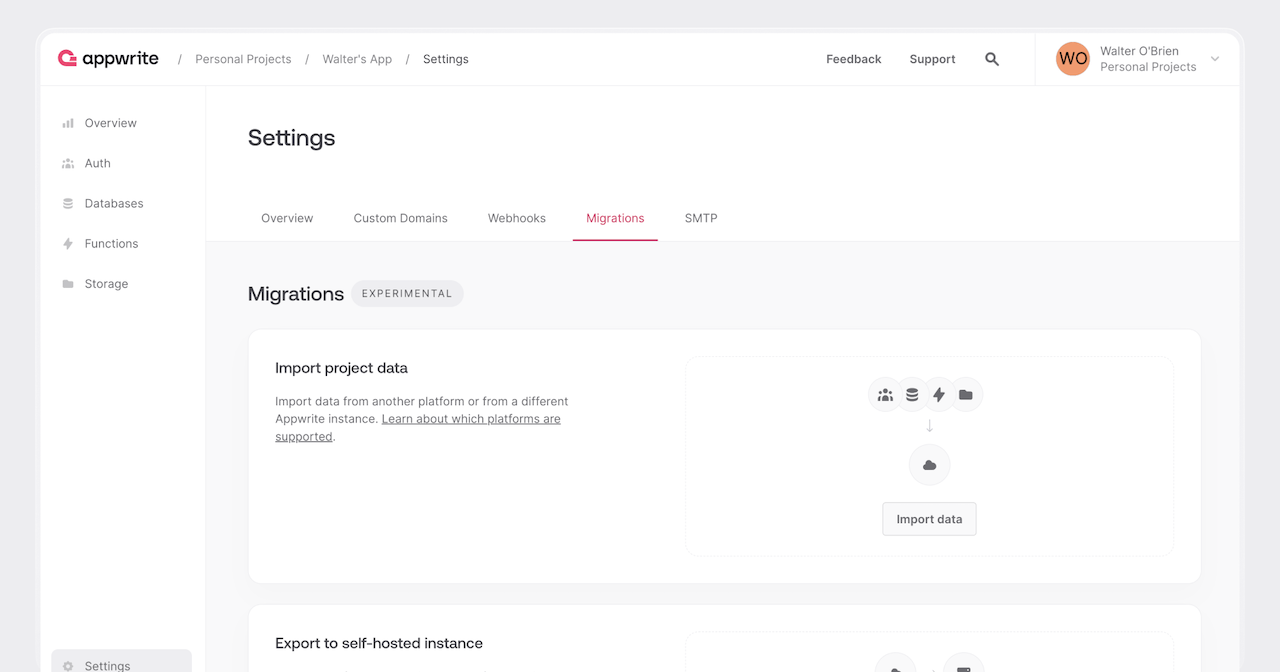 appwrite / Personal Projects / Walter's App / Settings
Feedback Support
WO Walter O'Brien
Personal Projects
Overview
Auth
Databases
Functions
Storage
Settings
Settings
Overview Custom Domains Webhooks Migrations SMTP
Migrations EXPERIMENTAL
Import project data
Import data from another platform or from a different
Appwrite instance. Learn about which platforms are
supported.
Import data
Export to self-hosted instance